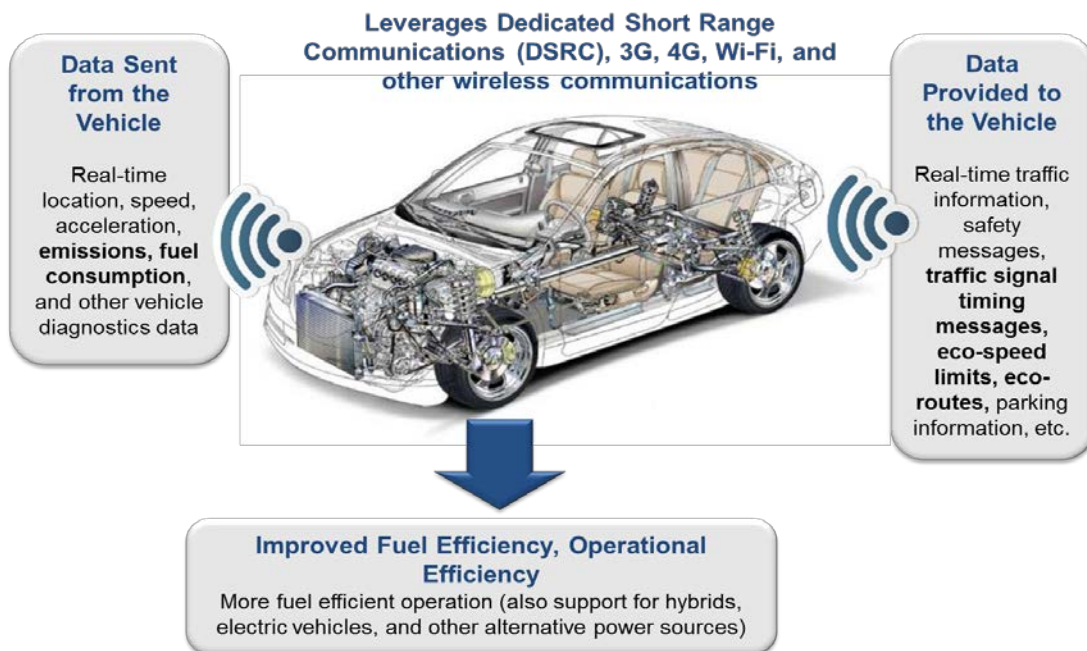 Leverages Dedicated Short Range
Communications (DSRC), 3G, 4G, Wi-Fi, and
other wireless communications
Data Sent
from the
Vehicle
Real-time
location, speed,
acceleration,
emissions, fuel
consumption,
and other vehicle
diagnostics data
Data
Provided to
the Vehicle
Real-time traffic
information,
safety
messages,
traffic signal
timing
messages,
eco-speed
limits, eco-
routes, parking
information, etc.
Improved Fuel Efficiency, Operational
Efficiency
More fuel efficient operation (also support for hybrids,
electric vehicles, and other alternative power sources)